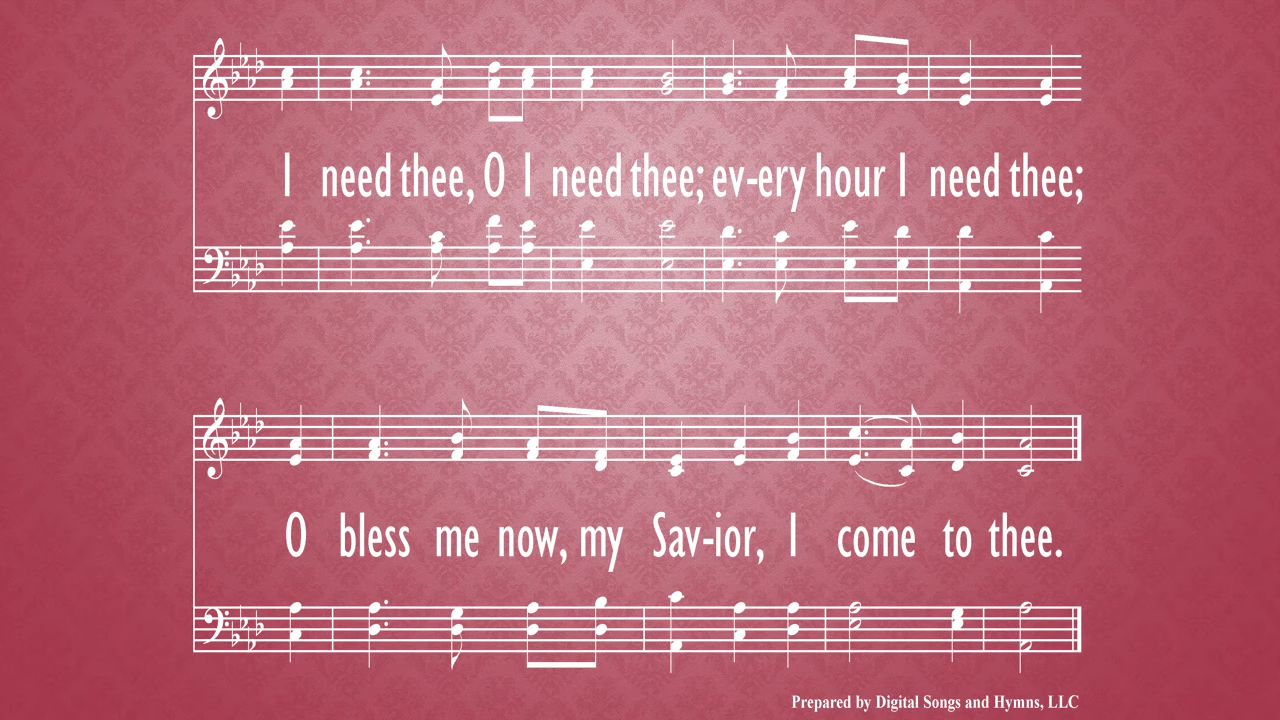 I need thee, O I need thee; ev-ery hour I need thee;
O bless me now, my Sav-ior, I come to thee.
Prepared by Digital Songs and Hymns, LLC